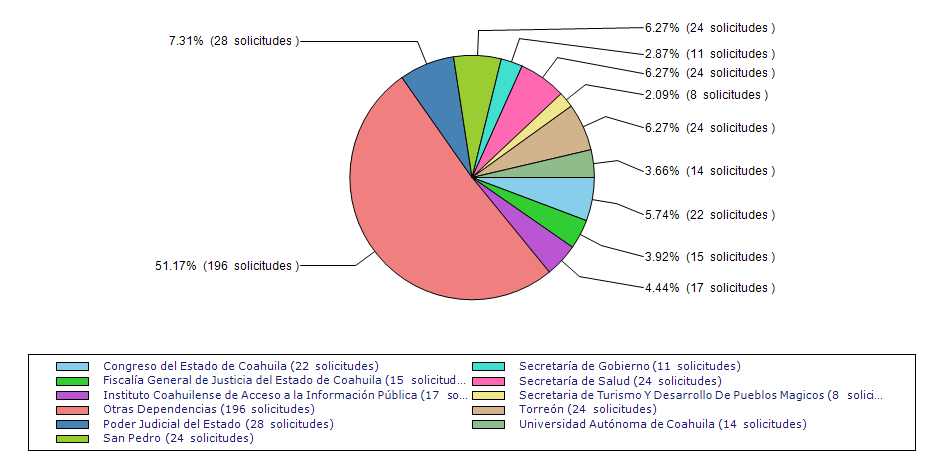 6.27% (24 solicitudes )
7.31% (28 solicitudes )
2.87% (11 solicitudes )
6.27% (24 solicitudes )
2.09% (8 solicitudes )
6.27% (24 solicitudes )
3.66% (14 solicitudes )
5.74% (22 solicitudes )
3.92% (15 solicitudes )
51.17% (196 solicitudes )
4.44% (17 solicitudes )
Congreso del Estado de Coahuila (22 solicitudes)
Fiscalía General de Justicia del Estado de Coahuila (15 solicitud...
Instituto Coahuilense de Acceso a la Información Pública (17 so...
Otras Dependencias (196 solicitudes)
Poder Judicial del Estado (28 solicitudes)
San Pedro (24 solicitudes)
Secretaría de Gobierno (11 solicitudes)
Secretaría de Salud (24 solicitudes)
Secretaria de Turismo Y Desarrollo De Pueblos Magicos (8 solici...
Torreón (24 solicitudes)
Universidad Autónoma de Coahuila (14 solicitudes)